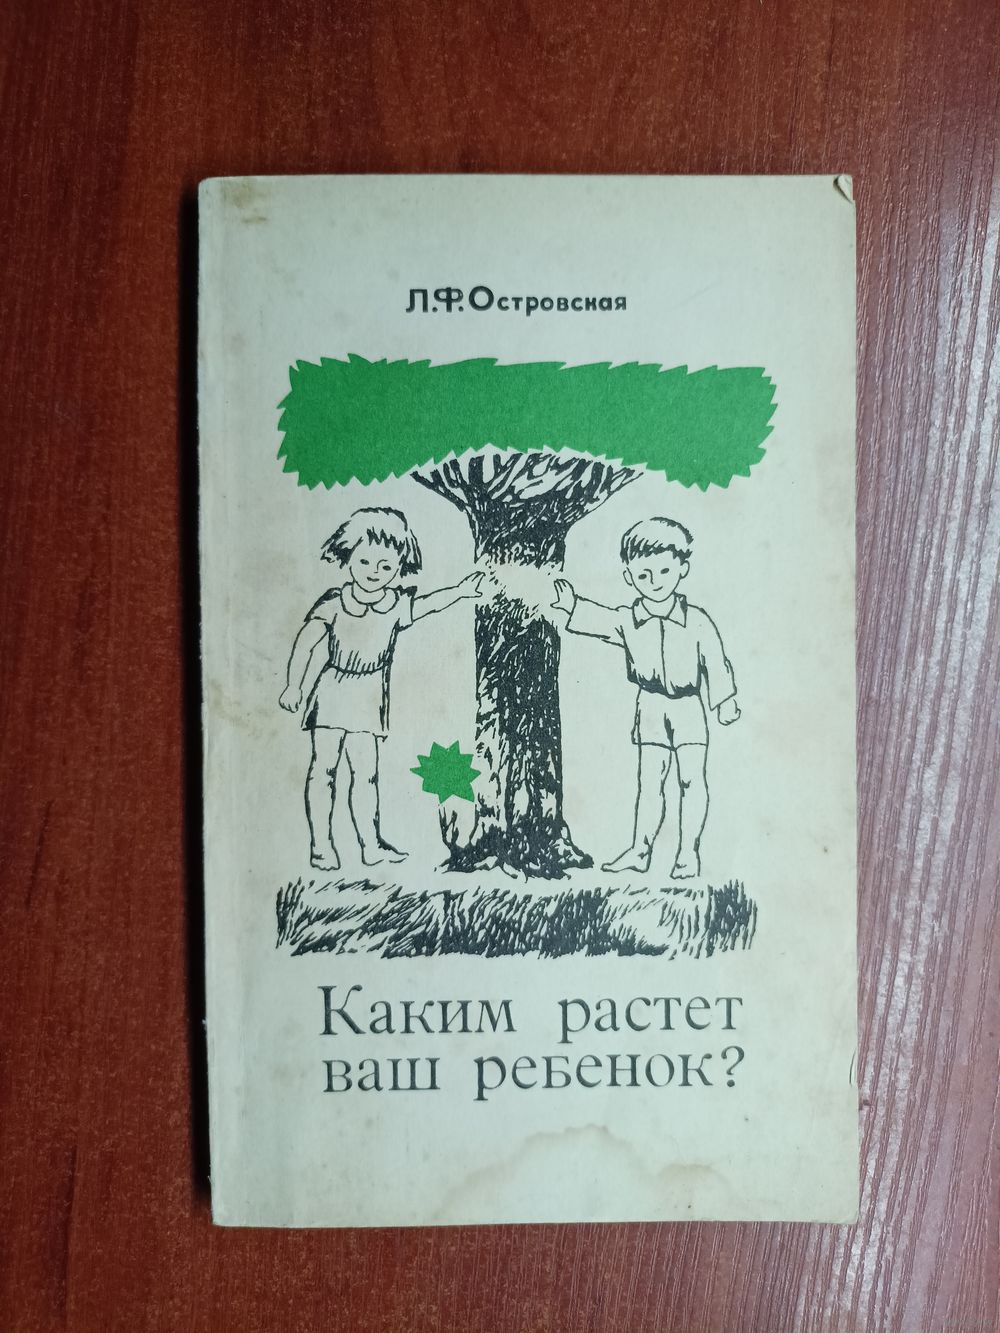 Л.Ф.Островская
Каким растет
ваш ребенок?